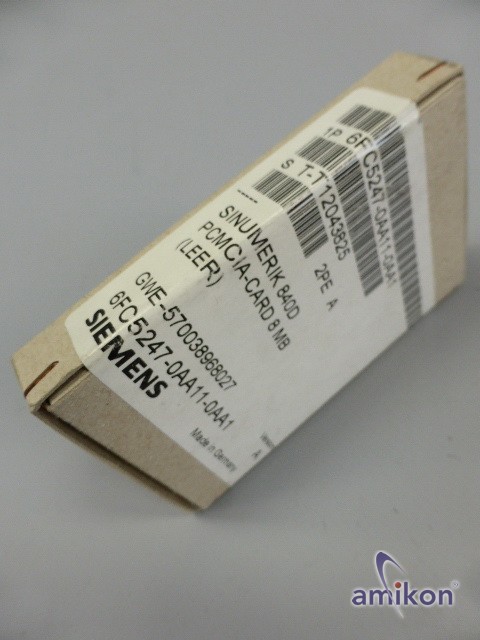 1P 6FC5247-0AA11-0AA1
S T-T12043825
2PE A
SINUMERIK 840D
PCMCIA-CARD 8 MB
(LEER)
GWE-570038968027
6FC5247-0AA11-0AA1
SIEMENS
Made in Germany
A
amikon®